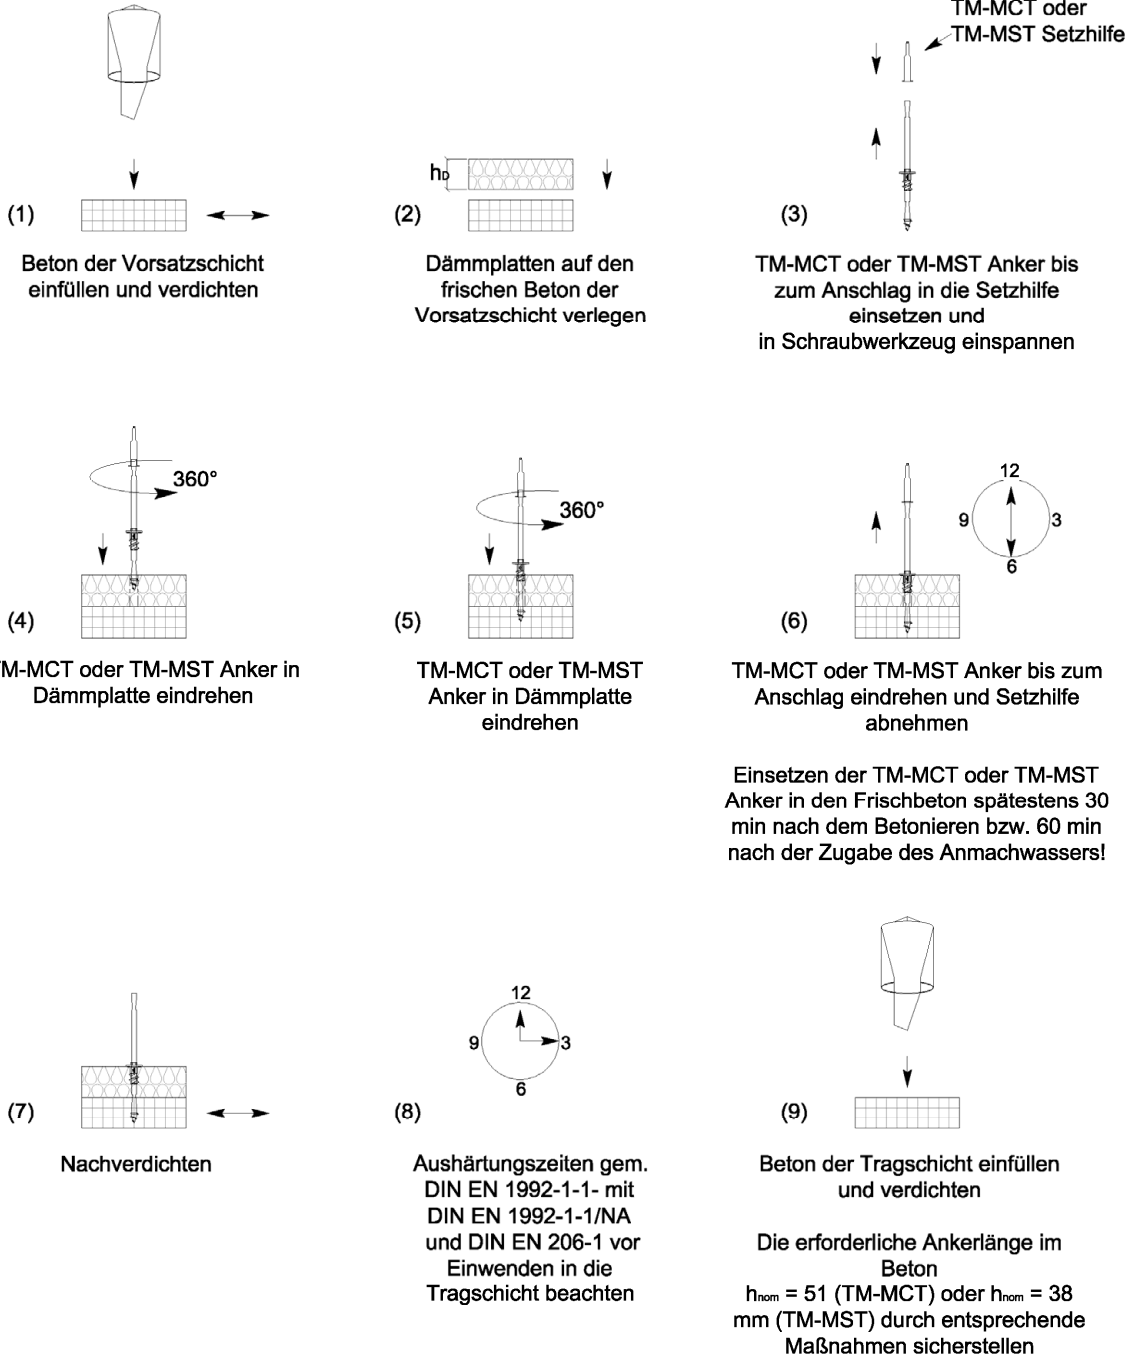 TM-MCT oder
TM-MST Setzhilfe
hD
(1)
Beton der Vorsatzschicht
einfüllen und verdichten
(2)
Dämmplatten auf den
frischen Beton der
Vorsatzschicht verlegen
(3)
TM-MCT oder TM-MST Anker bis
zum Anschlag in die Setzhilfe
einsetzen und
in Schraubwerkzeug einspannen
360°
(4)
TM-MCT oder TM-MST Anker in
Dämmplatte eindrehen
360°
(5)
TM-MCT oder TM-MST
Anker in Dämmplatte
eindrehen
12
9 3
6
(6)
TM-MCT oder TM-MST Anker bis zum
Anschlag eindrehen und Setzhilfe
abnehmen
Einsetzen der TM-MCT oder TM-MST
Anker in den Frischbeton spätestens 30
min nach dem Betonieren bzw. 60 min
nach der Zugabe des Anmachwassers!
(7)
Nachverdichten
12
9 3
6
(8)
Aushärtungszeiten gem.
DIN EN 1992-1-1- mit
DIN EN 1992-1-1/NA
und DIN EN 206-1 vor
Einwenden in die
Tragschicht beachten
(9)
Beton der Tragschicht einfüllen
und verdichten
Die erforderliche Ankerlänge im
Beton
hnom = 51 (TM-MCT) oder hnom = 38
mm (TM-MST) durch entsprechende
Maßnahmen sicherstellen